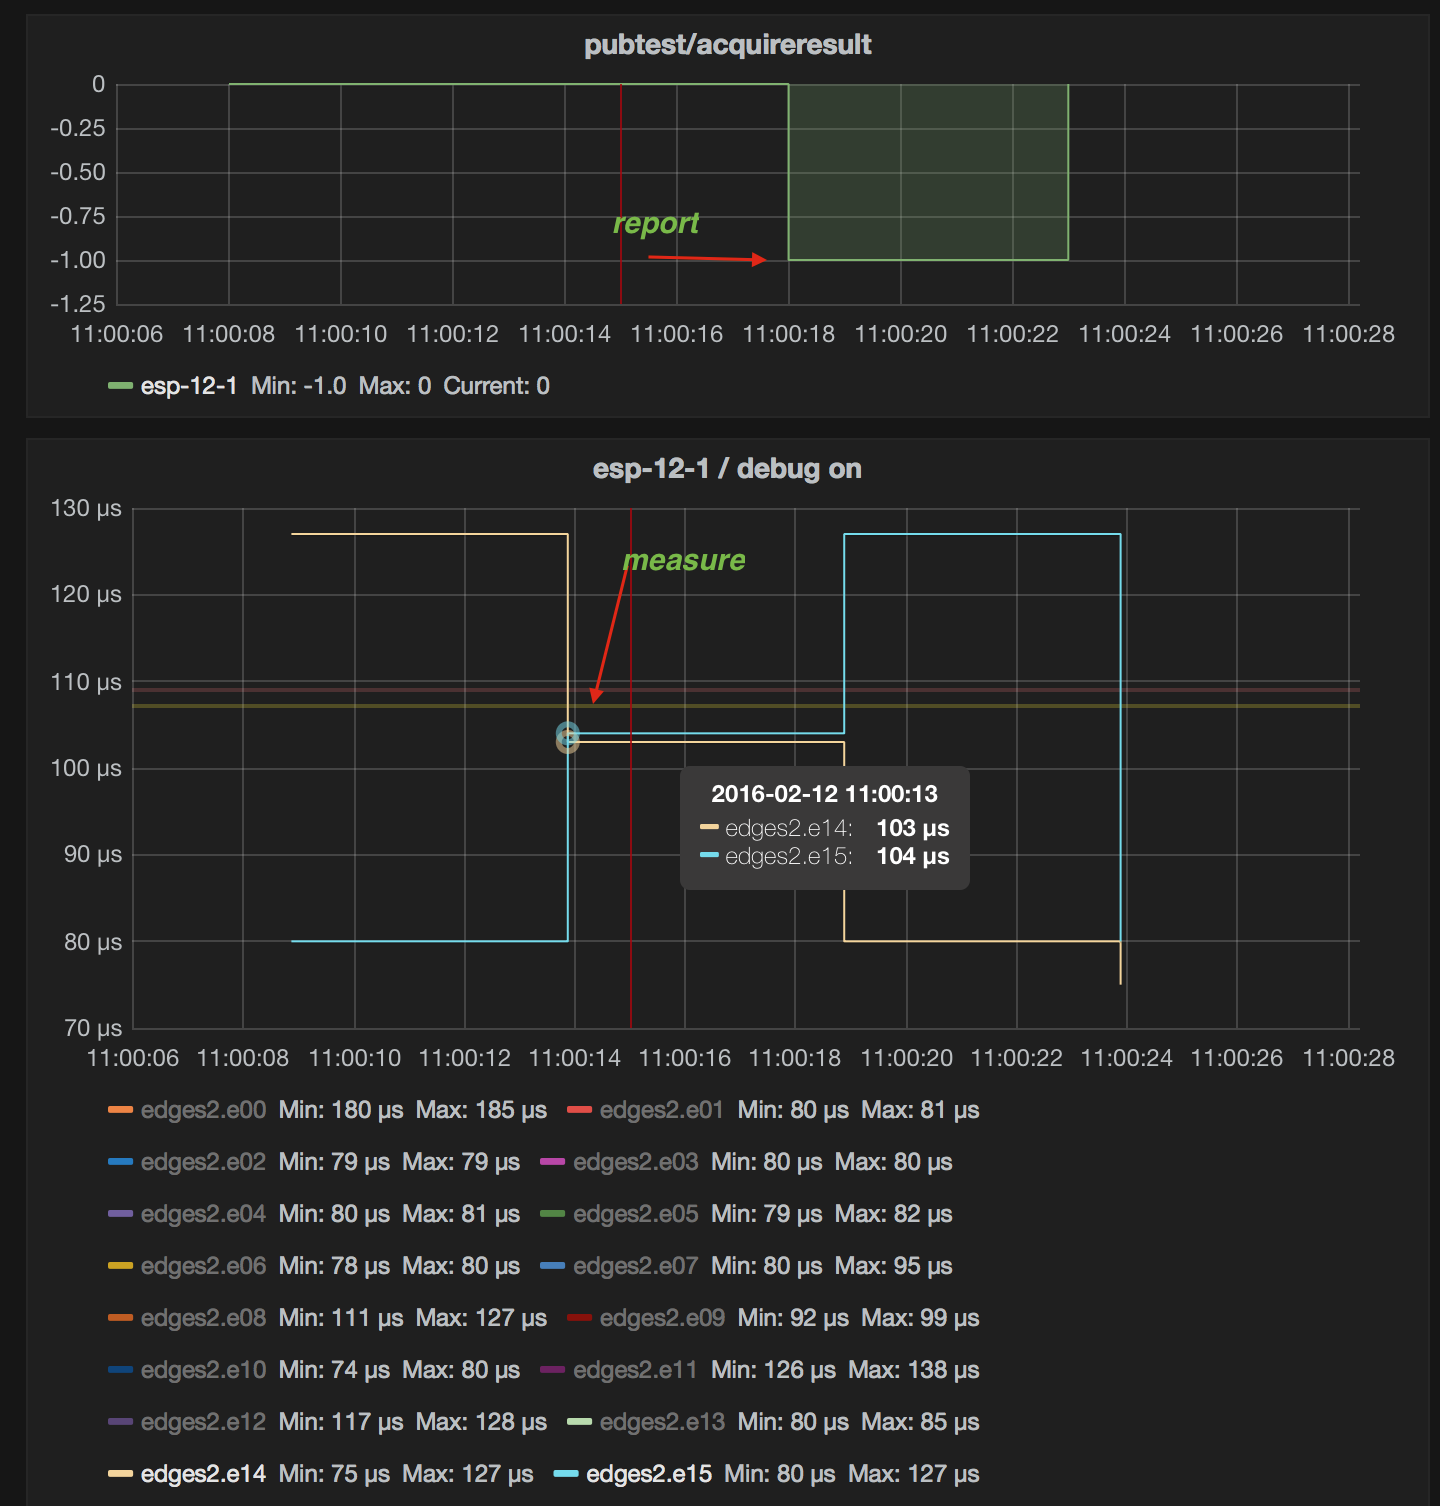 pubtest/acquireresult
0
-0.25
-0.50
-0.75
-1.00
-1.25
report
11:00:06 11:00:08 11:00:10 11:00:12 11:00:14 11:00:16 11:00:18 11:00:20 11:00:22 11:00:24 11:00:26 11:00:28
esp-12-1 Min: -1.0 Max: 0 Current: 0
esp-12-1 / debug on
130 µs
measure
120 µs
110 µs
100 µs
90 µs
80 µs
70 µs
2016-02-12 11:00:13
edges2.e14: 103 µs
edges2.e15: 104 µs
11:00:06 11:00:08 11:00:10 11:00:12 11:00:14 11:00:16 11:00:18 11:00:20 11:00:22 11:00:24 11:00:26 11:00:28
edges2.e00 Min: 180 µs Max: 185 µs edges2.e01 Min: 80 µs Max: 81 µs
edges2.e02 Min: 79 µs Max: 79 µs edges2.e03 Min: 80 µs Max: 80 µs
edges2.e04 Min: 80 µs Max: 81 µs edges2.e05 Min: 79 µs Max: 82 µs
edges2.e06 Min: 78 µs Max: 80 µs edges2.e07 Min: 80 µs Max: 95 µs
edges2.e08 Min: 111 µs Max: 127 µs edges2.e09 Min: 92 µs Max: 99 µs
edges2.e10 Min: 74 µs Max: 80 µs edges2.e11 Min: 126 µs Max: 138 µs
edges2.e12 Min: 117 µs Max: 128 µs edges2.e13 Min: 80 µs Max: 85 µs
edges2.e14 Min: 75 µs Max: 127 µs edges2.e15 Min: 80 µs Max: 127 µs